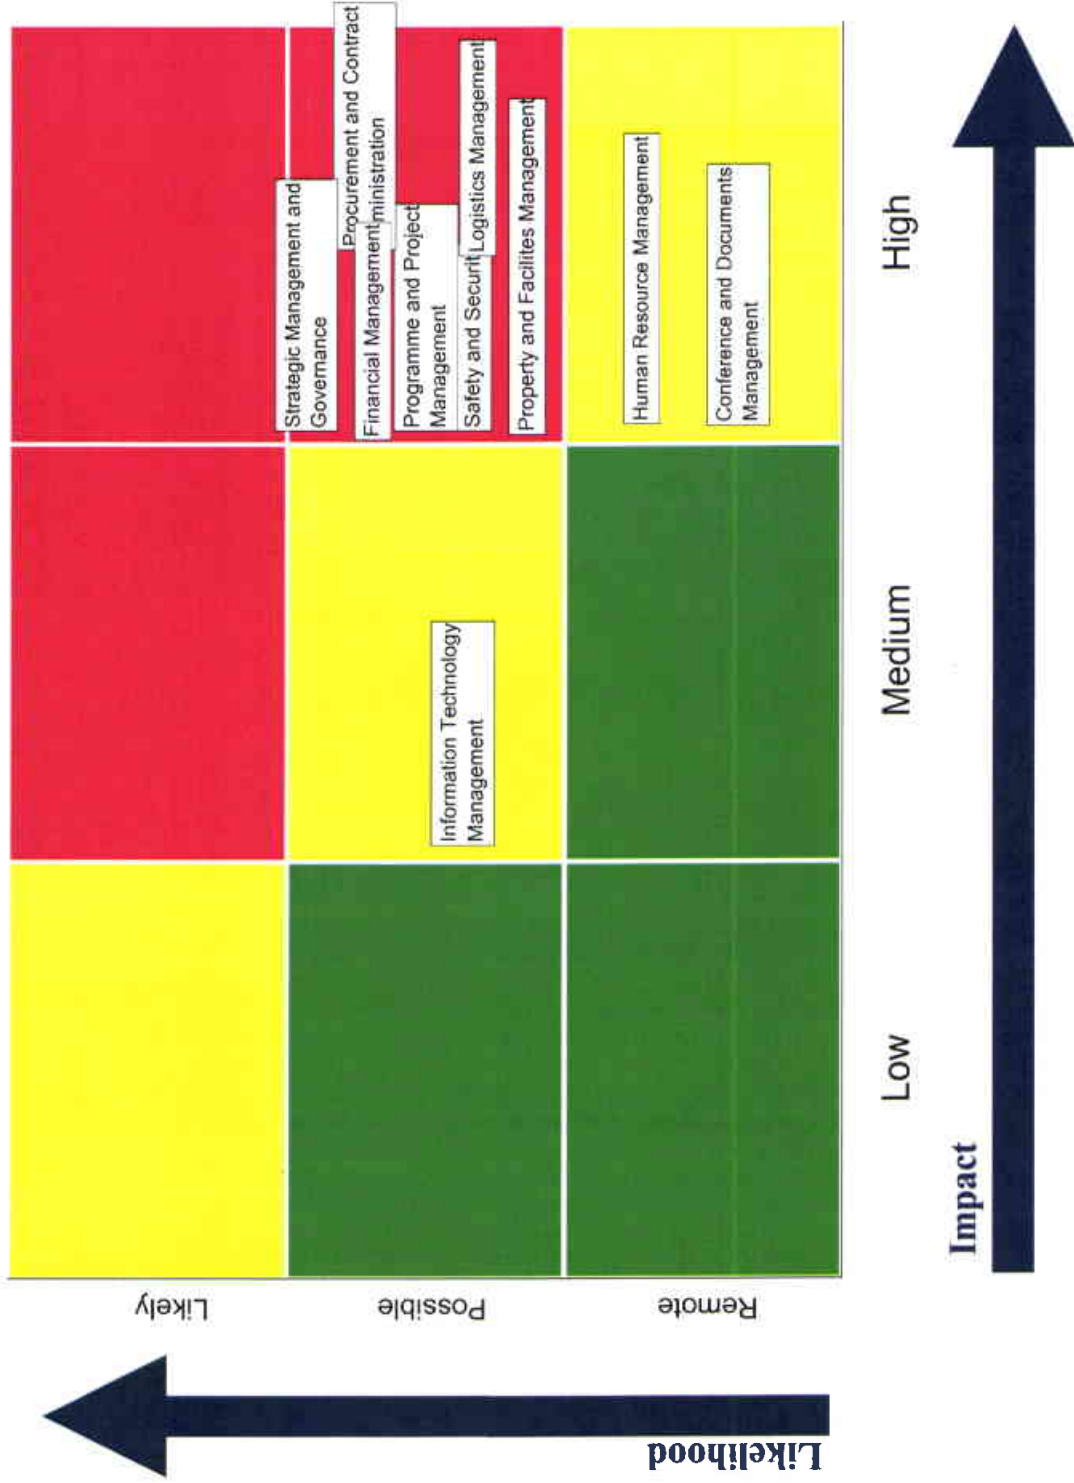 Likelihood
Likely
Possible
Remote
Strategic Management and
Governance
Procurement and Contract
ministration
Financial Management
Programme and Project
Management
Safety and Securit
Logistics Management
Property and Facilites Management
Information Technology
Management
Human Resource Management
Conference and Documents
Management
Low
Medium
High
Impact